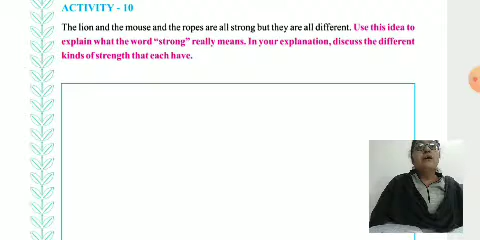 ACTIVITY - 10
The lion and the mouse and the ropes are all strong but they are all different. Use this idea to
explain what the word “strong” really means. In your explanation, discuss the different
kinds of strength that each have.